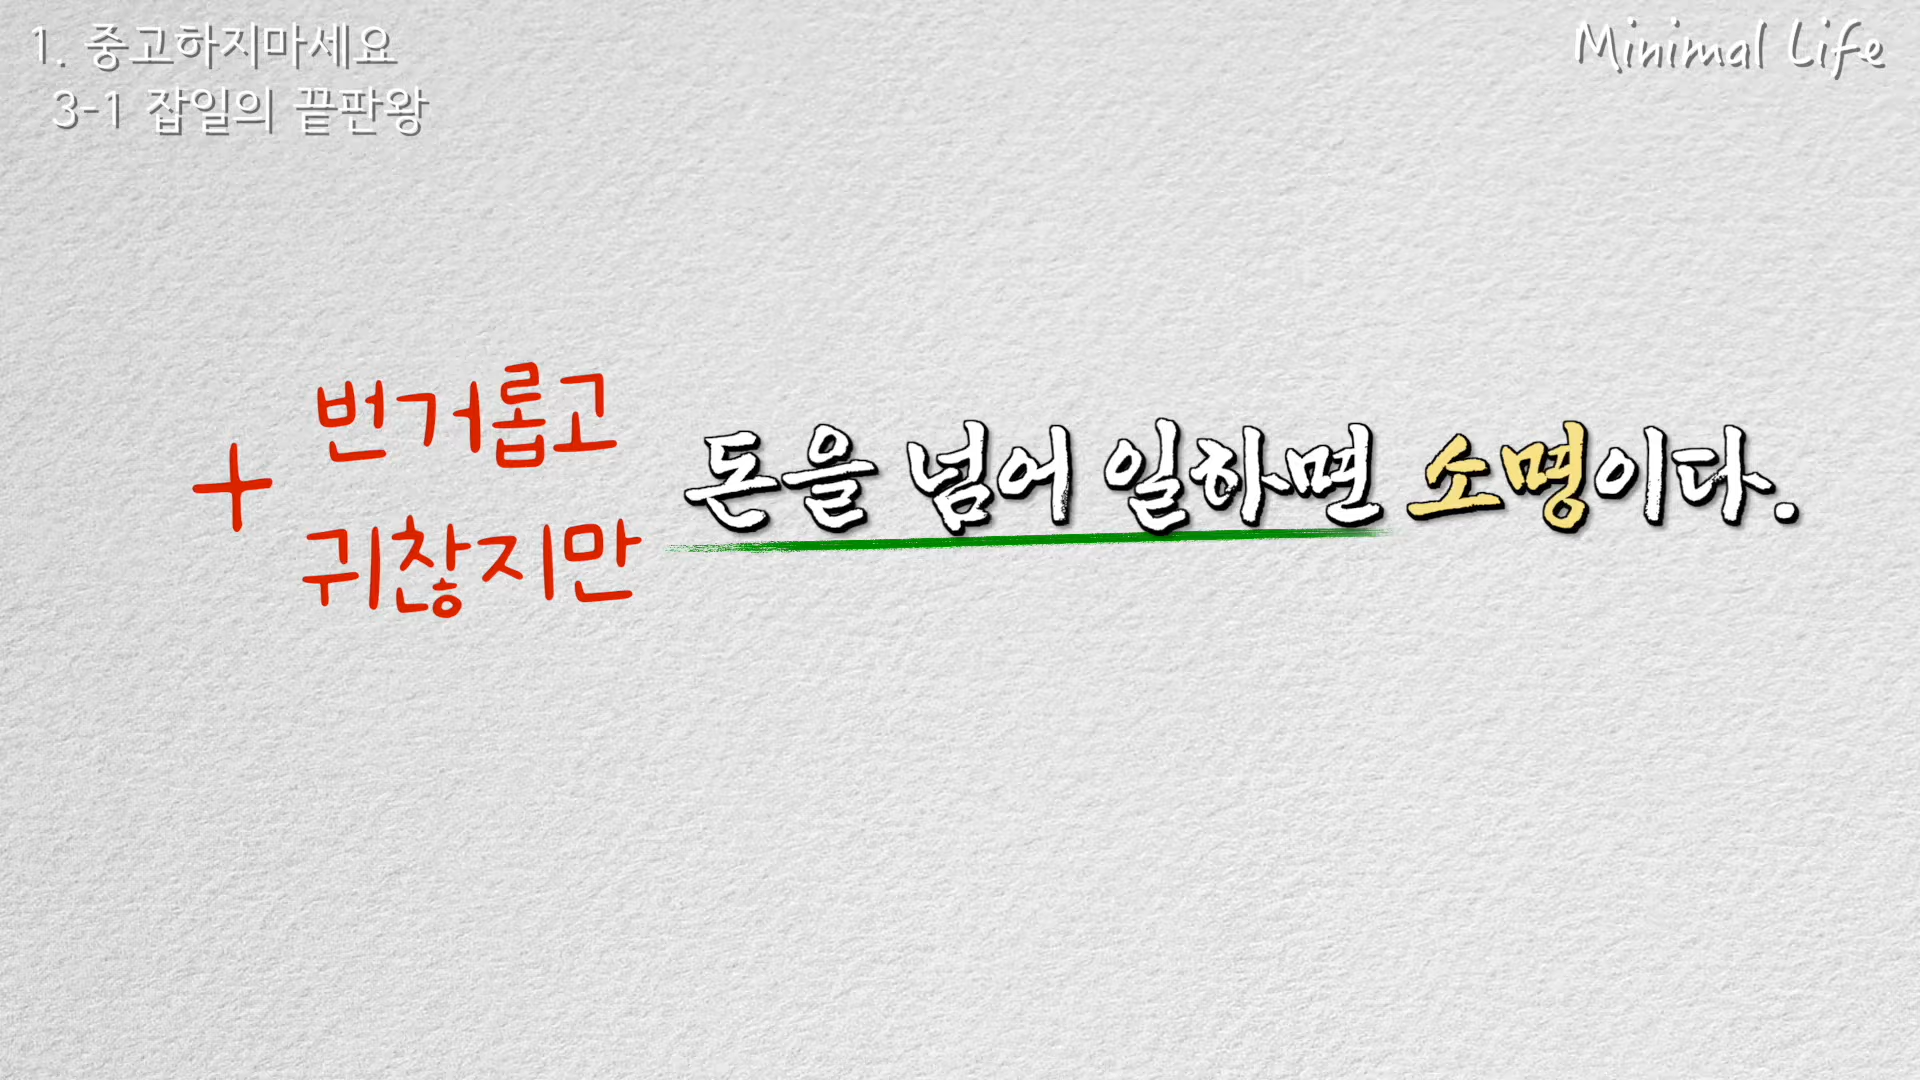 1. 중고하지마세요
3-1 잡일의 끝판왕
Minimal Life
+ 번거롭고
귀찮지만
돈을 넘어 일하면 소명이다.